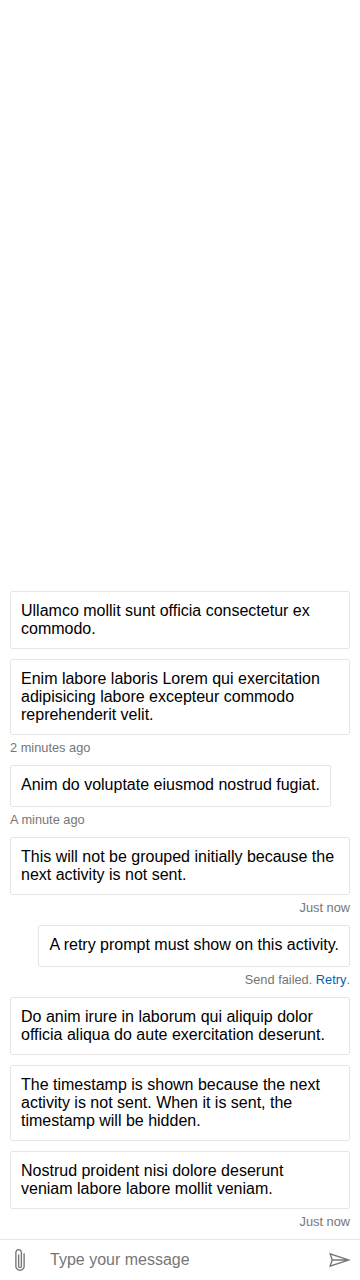 Ullamco mollit sunt officia consectetur ex
commodo.
Enim labore laboris Lorem qui exercitation
adipisicing labore excepteur commodo
reprehenderit velit.
2 minutes ago
Anim do voluptate eiusmod nostrud fugiat.
A minute ago
This will not be grouped initially because the
next activity is not sent.
Just now
A retry prompt must show on this activity.
Send failed. Retry.
Do anim irure in laborum qui aliquip dolor
officia aliqua do aute exercitation deserunt.
The timestamp is shown because the next
activity is not sent. When it is sent, the
timestamp will be hidden.
Nostrud proident nisi dolore deserunt
veniam labore labore mollit veniam.
Just now
Type your message